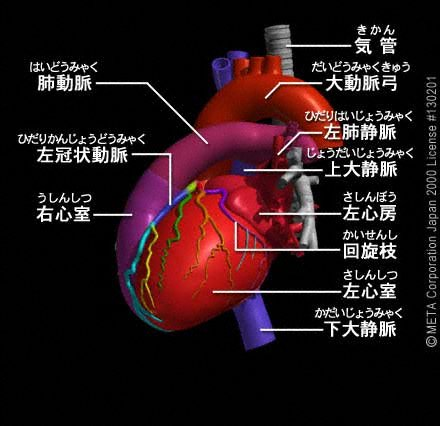 きかん
気管
はいどうみゃく
肺動脈
だいどうみゃくきゅう
大動脈弓
ひだりはいじょうみゃく
左肺静脈
ひだりかんじょうどうみゃく
左冠状動脈
じょうだいじょうみゃく
上大静脈
うしんしつ
右心室
さしんぼう
左心房
かいせんし
回旋枝
さしんしつ
左心室
かだいじょうみゃく
下大静脈
©META Corporation Japan 2000 License #130201